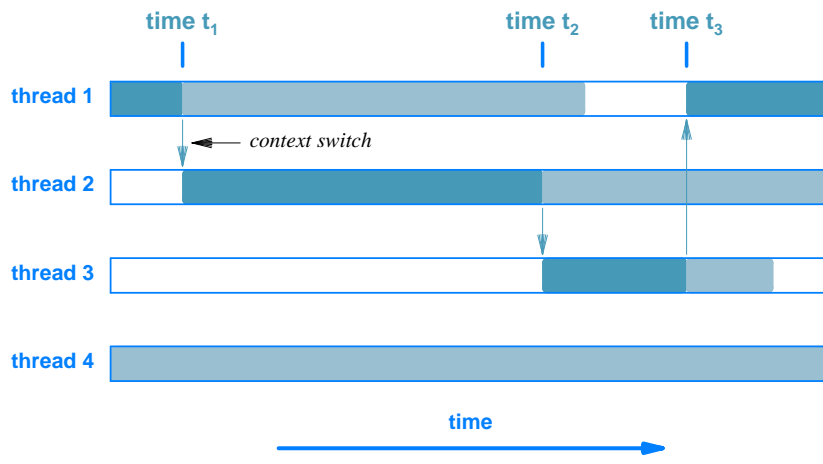 time t₁ time t₂ time t₃
thread 1
context switch
thread 2
thread 3
thread 4
time